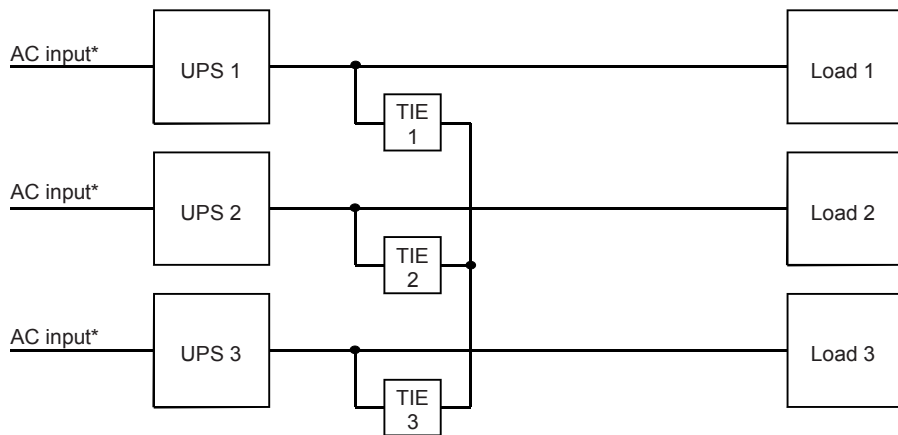 AC input*
UPS 1
Load 1
TIE
1
AC input*
UPS 2
Load 2
TIE
2
AC input*
UPS 3
Load 3
TIE
3